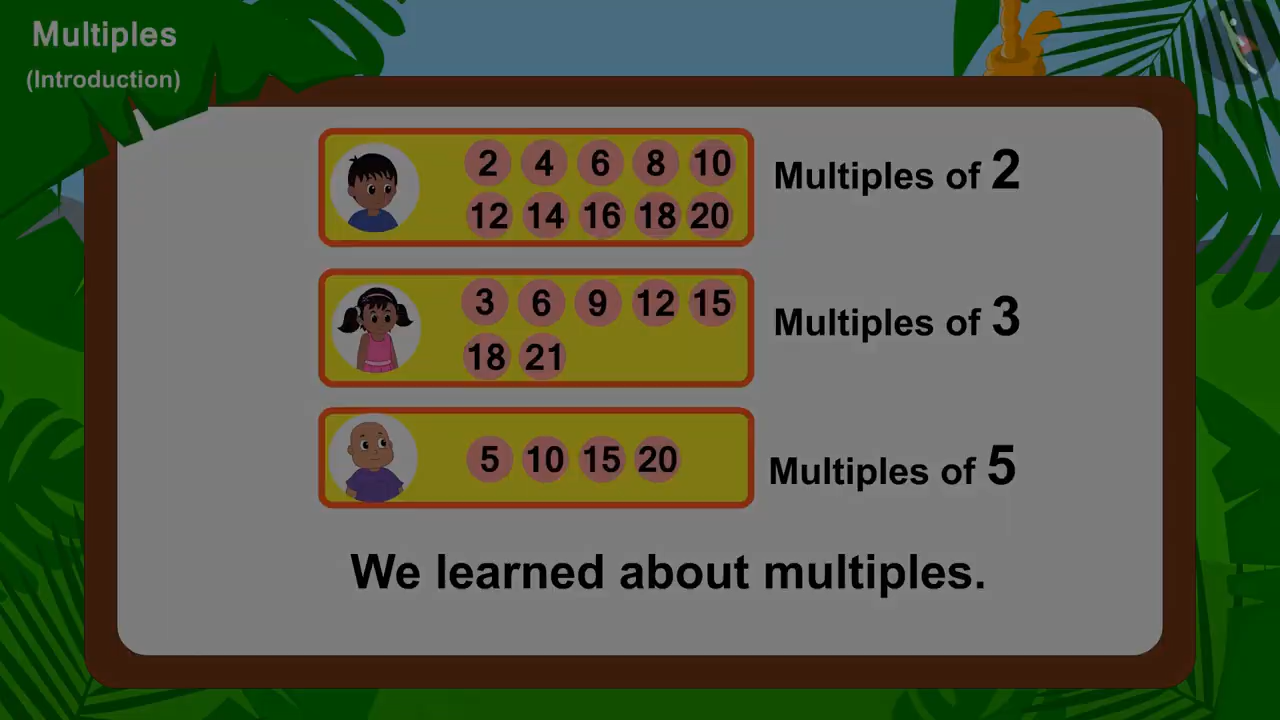 Multiples
(Introduction)
2 4 6 8 10
12 14 16 18 20
Multiples of 2
3 6 9 12 15
18 21
Multiples of 3
5 10 15 20
Multiples of 5
We learned about multiples.